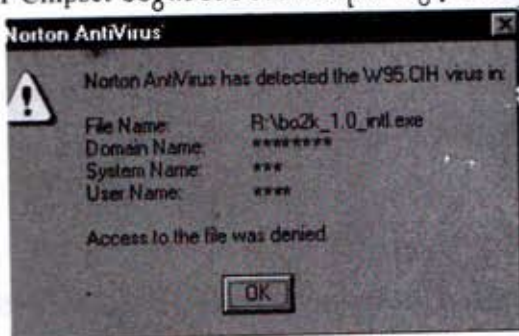 Norton AntiVirus
Norton AntiVirus has detected the W95.CIH virus in:
File Name: R:\bo2k_1.0_intl.exe
Domain Name: ********
System Name: ***
User Name: ****
Access to the file was denied.
OK